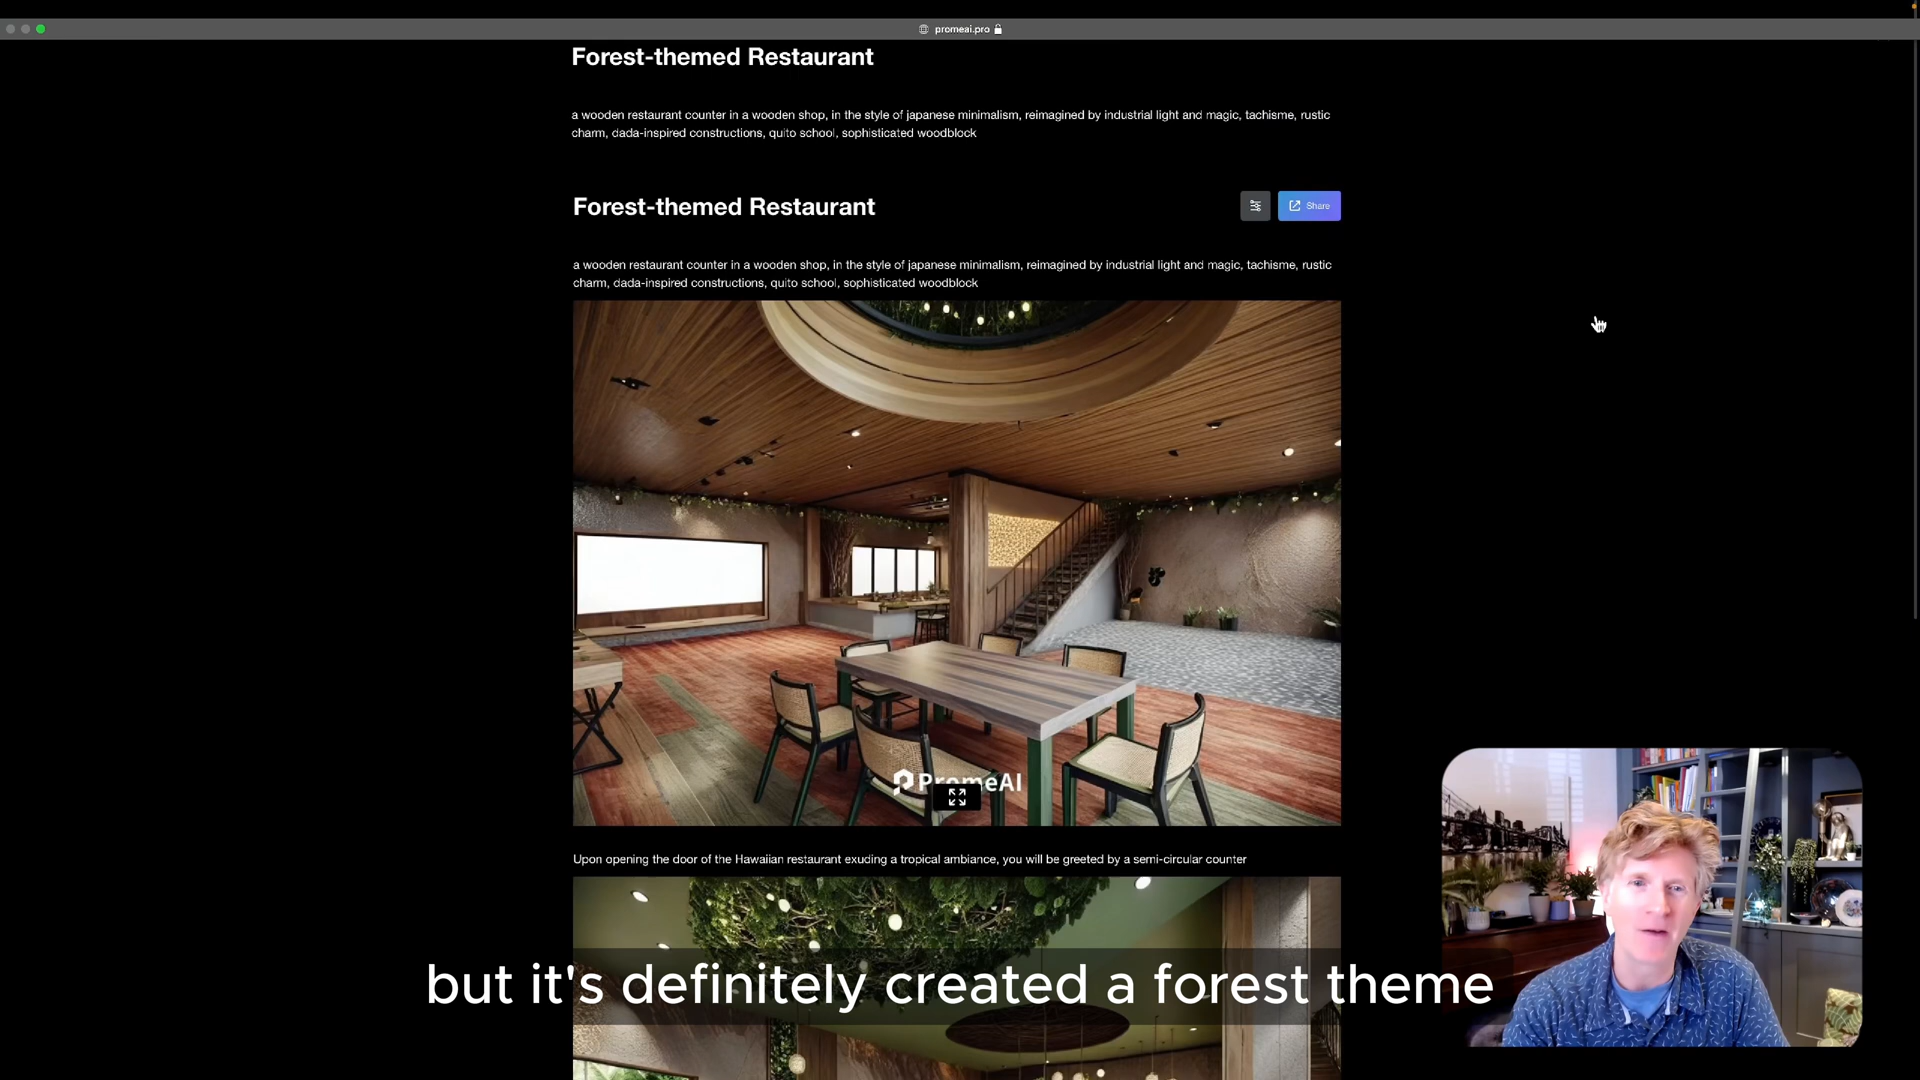 promeai.pro
Forest-themed Restaurant
a wooden restaurant counter in a wooden shop, in the style of japanese minimalism, reimagined by industrial light and magic, tachisme, rustic
charm, dada-inspired constructions, quito school, sophisticated woodblock
Forest-themed Restaurant
Share
a wooden restaurant counter in a wooden shop, in the style of japanese minimalism, reimagined by industrial light and magic, tachisme, rustic
charm, dada-inspired constructions, quito school, sophisticated woodblock
PromeAI
Upon opening the door of the Hawaiian restaurant exuding a tropical ambiance, you will be greeted by a semi-circular counter
but it's definitely created a forest theme